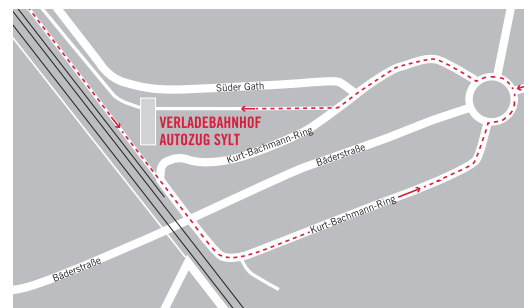 Süder Gath
VERLADEBAHNHOF
AUTOZUG SYLT
Kurt-Bachmann-Ring
Bäderstraße
Kurt-Bachmann-Ring
Bäderstraße